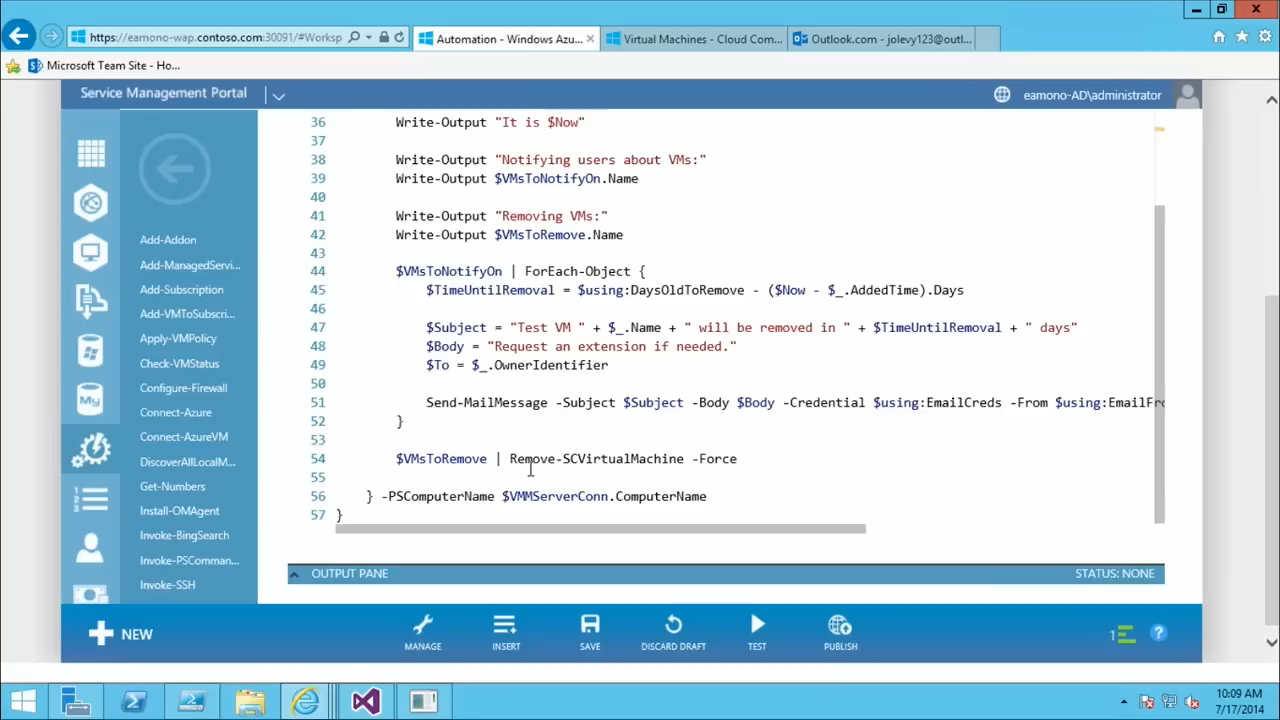 https://eamono-wap.contoso.com:30091/#Worksp
Automation - Windows Azu...
Virtual Machines - Cloud Com...
Outlook.com - jolevy123@outl...
Microsoft Team Site - Ho...
Service Management Portal
eamono-AD\administrator
36 Write-Output "It is $Now"
37
38 Write-Output "Notifying users about VMs:"
39 Write-Output $VMsToNotifyOn.Name
40
41 Write-Output "Removing VMs:"
42 Write-Output $VMsToRemove.Name
43
44 $VMsToNotifyOn | ForEach-Object {
45 $TimeUntilRemoval = $using:DaysOldToRemove - ($Now - $_.AddedTime).Days
46
47 $Subject = "Test VM " + $_.Name + " will be removed in " + $TimeUntilRemoval + " days"
48 $Body = "Request an extension if needed."
49 $To = $_.OwnerIdentifier
50
51 Send-MailMessage -Subject $Subject -Body $Body -Credential $using:EmailCreds -From $using:EmailFro
52 }
53
54 $VMsToRemove | Remove-SCVirtualMachine -Force
55
56 } -PSComputerName $VMMServerConn.ComputerName
57 }
Add-Addon
Add-ManagedServi...
Add-Subscription
Add-VMToSubscri...
Apply-VMPolicy
Check-VMStatus
Configure-Firewall
Connect-Azure
Connect-AzureVM
DiscoverAllLocalM...
Get-Numbers
Install-OMAgent
Invoke-BingSearch
Invoke-PSComman...
Invoke-SSH
My
OUTPUT PANE
STATUS: NONE
NEW
MANAGE
INSERT
SAVE
DISCARD DRAFT
TEST
PUBLISH
1
?
10:09 AM
7/17/2014